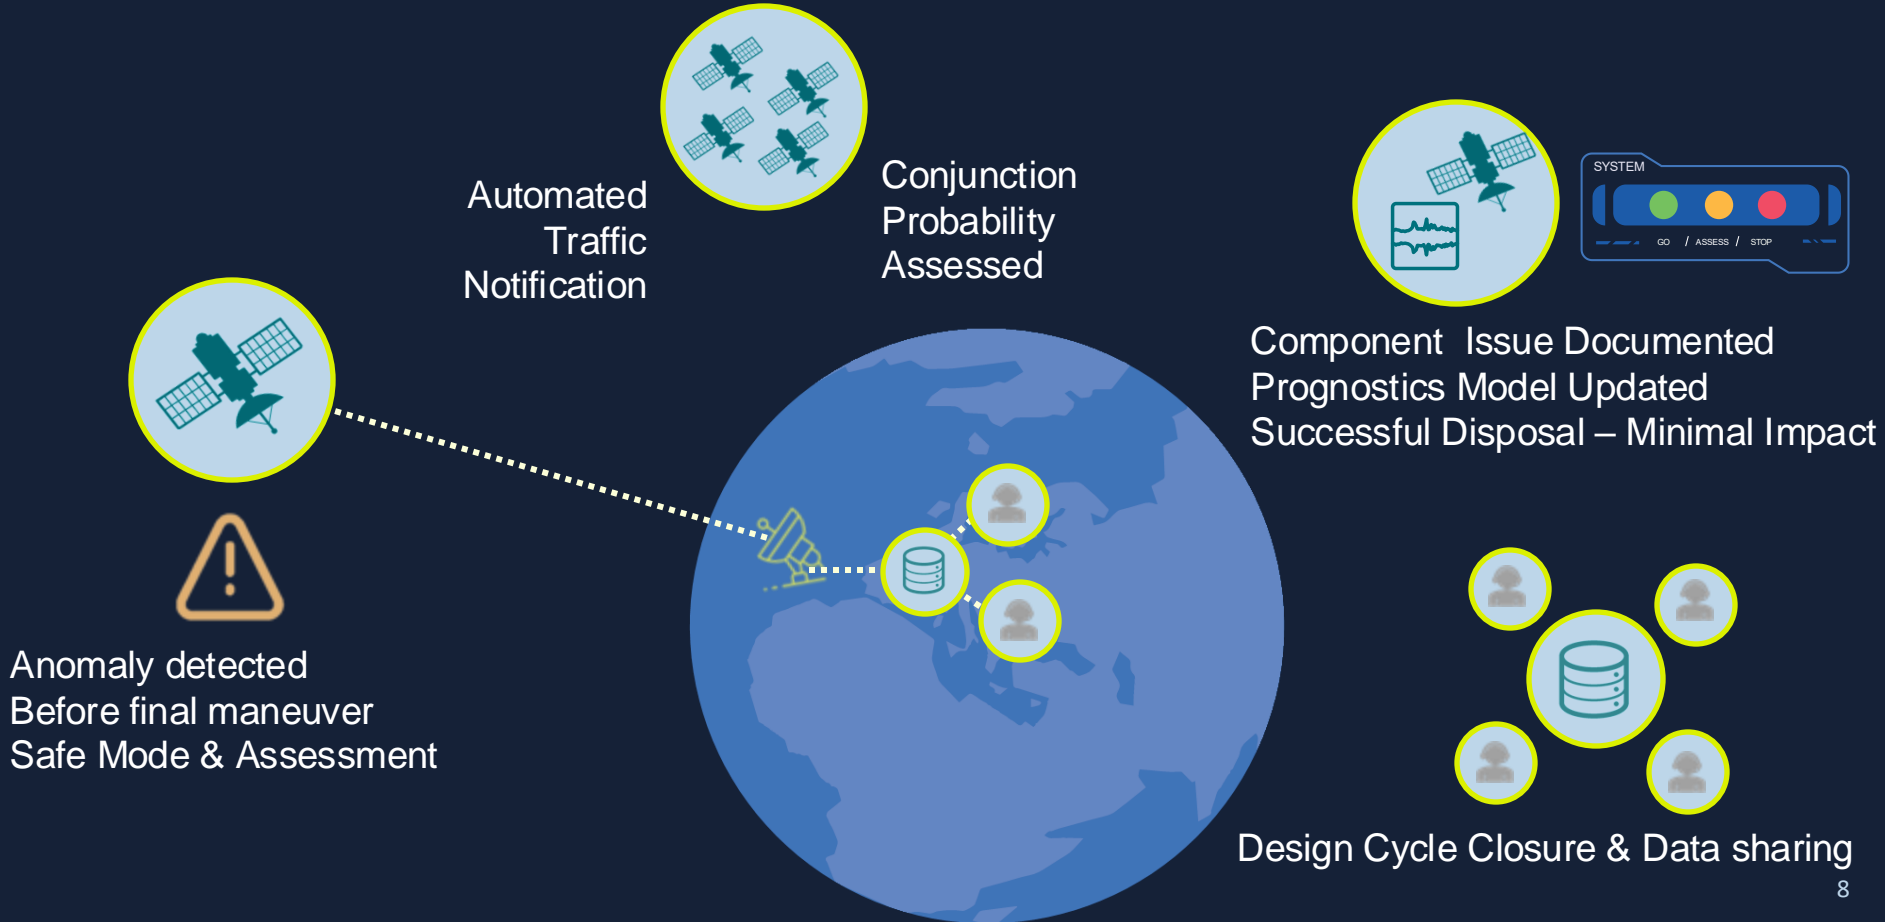 Automated
Traffic
Notification
Conjunction
Probability
Assessed
SYSTEM
GO / ASSESS / STOP
Component Issue Documented
Prognostics Model Updated
Successful Disposal – Minimal Impact
Anomaly detected
Before final maneuver
Safe Mode & Assessment
Design Cycle Closure & Data sharing
8